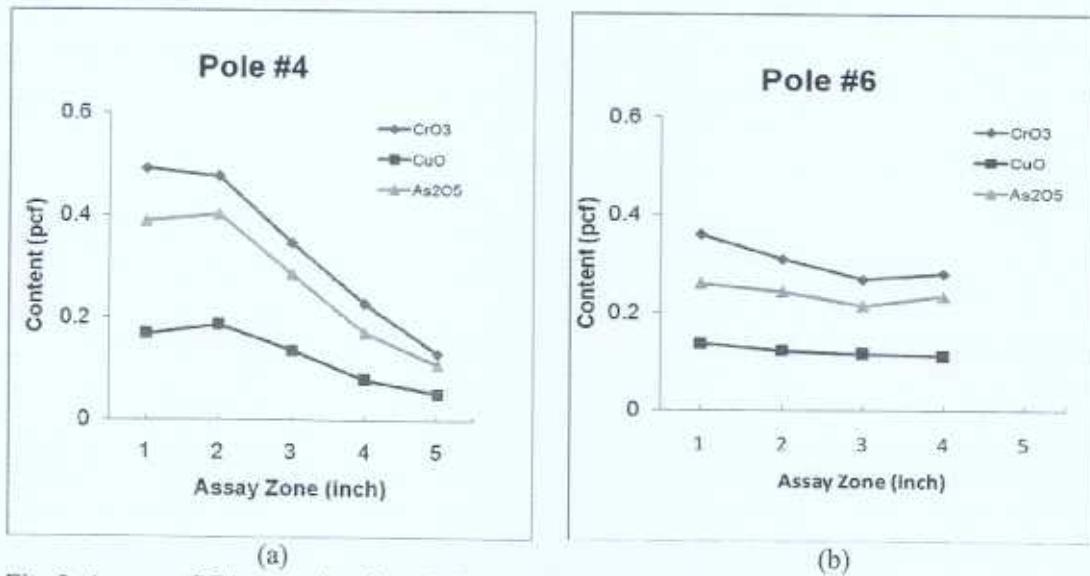 Pole #4
0.6
0.4
0.2
0
Content (pcf)
CrO3
CuO
As2O5
1 2 3 4 5
Assay Zone (inch)
(a)
Pole #6
0.6
0.4
0.2
0
Content (pcf)
CrO3
CuO
As2O5
1 2 3 4 5
Assay Zone (inch)
(b)